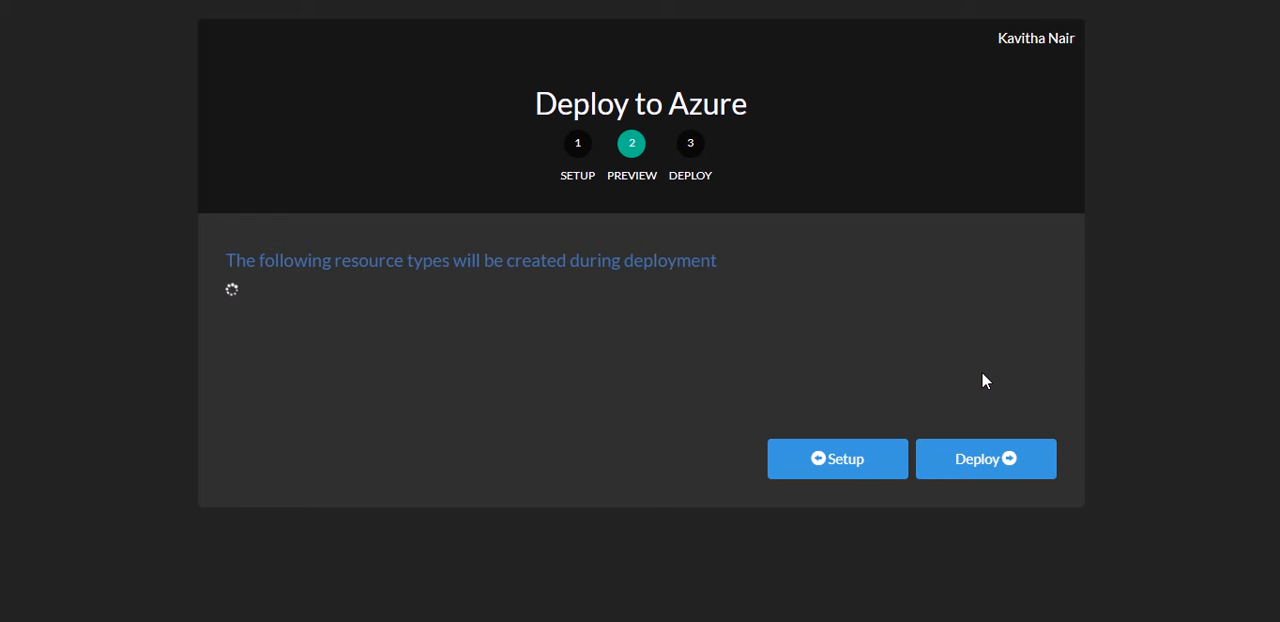 Kavitha Nair
Deploy to Azure
1 2 3
SETUP PREVIEW DEPLOY
The following resource types will be created during deployment
Setup Deploy